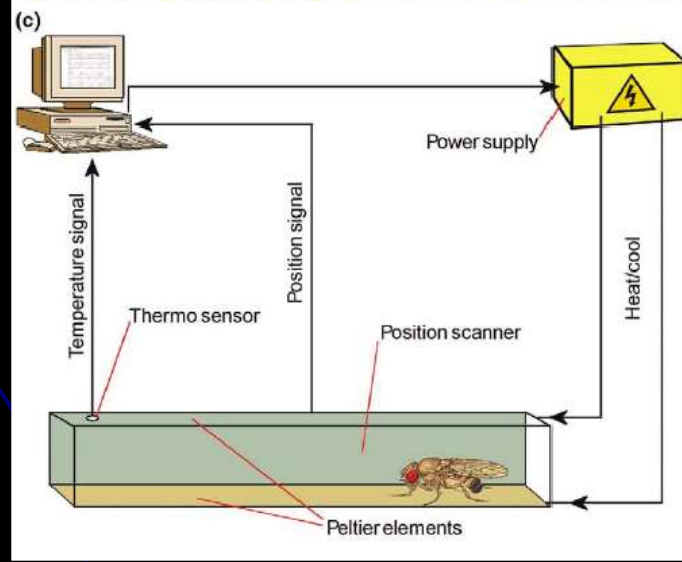 (c)
Power supply
Temperature signal
Position signal
Heat/cool
Thermo sensor
Position scanner
Peltier elements